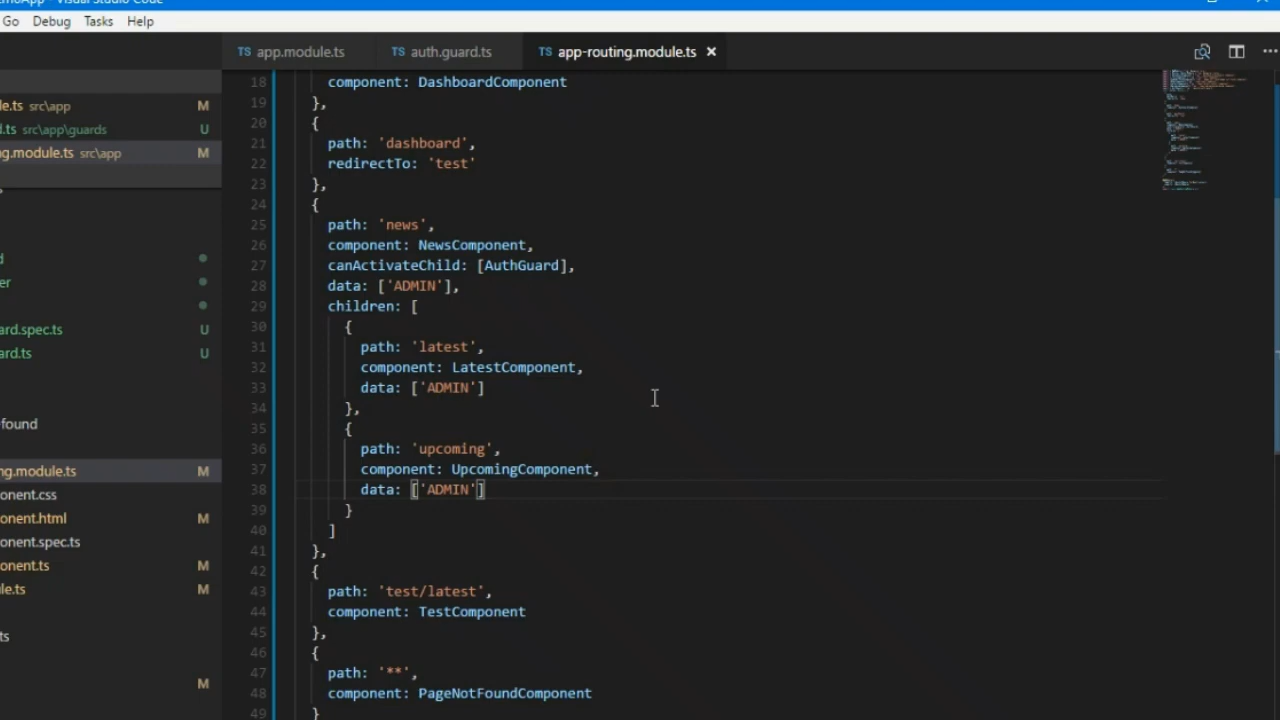 Go Debug Tasks Help
TS app.module.ts TS auth.guard.ts TS app-routing.module.ts ×
le.ts src\app M
d.ts src\app\guards U
ng.module.ts src\app M
d
er
ard.spec.ts U
ard.ts U
found
ng.module.ts M
onent.css
onent.html M
onent.spec.ts
onent.ts M
ule.ts M
ts
M
18 component: DashboardComponent
19 },
20 {
21 path: 'dashboard',
22 redirectTo: 'test'
23 },
24 {
25 path: 'news',
26 component: NewsComponent,
27 canActivateChild: [AuthGuard],
28 data: ['ADMIN'],
29 children: [
30 {
31 path: 'latest',
32 component: LatestComponent,
33 data: ['ADMIN']
34 },
35 {
36 path: 'upcoming',
37 component: UpcomingComponent,
38 data: ['ADMIN']
39 }
40 ]
41 },
42 {
43 path: 'test/latest',
44 component: TestComponent
45 },
46 {
47 path: '**',
48 component: PageNotFoundComponent
49 }